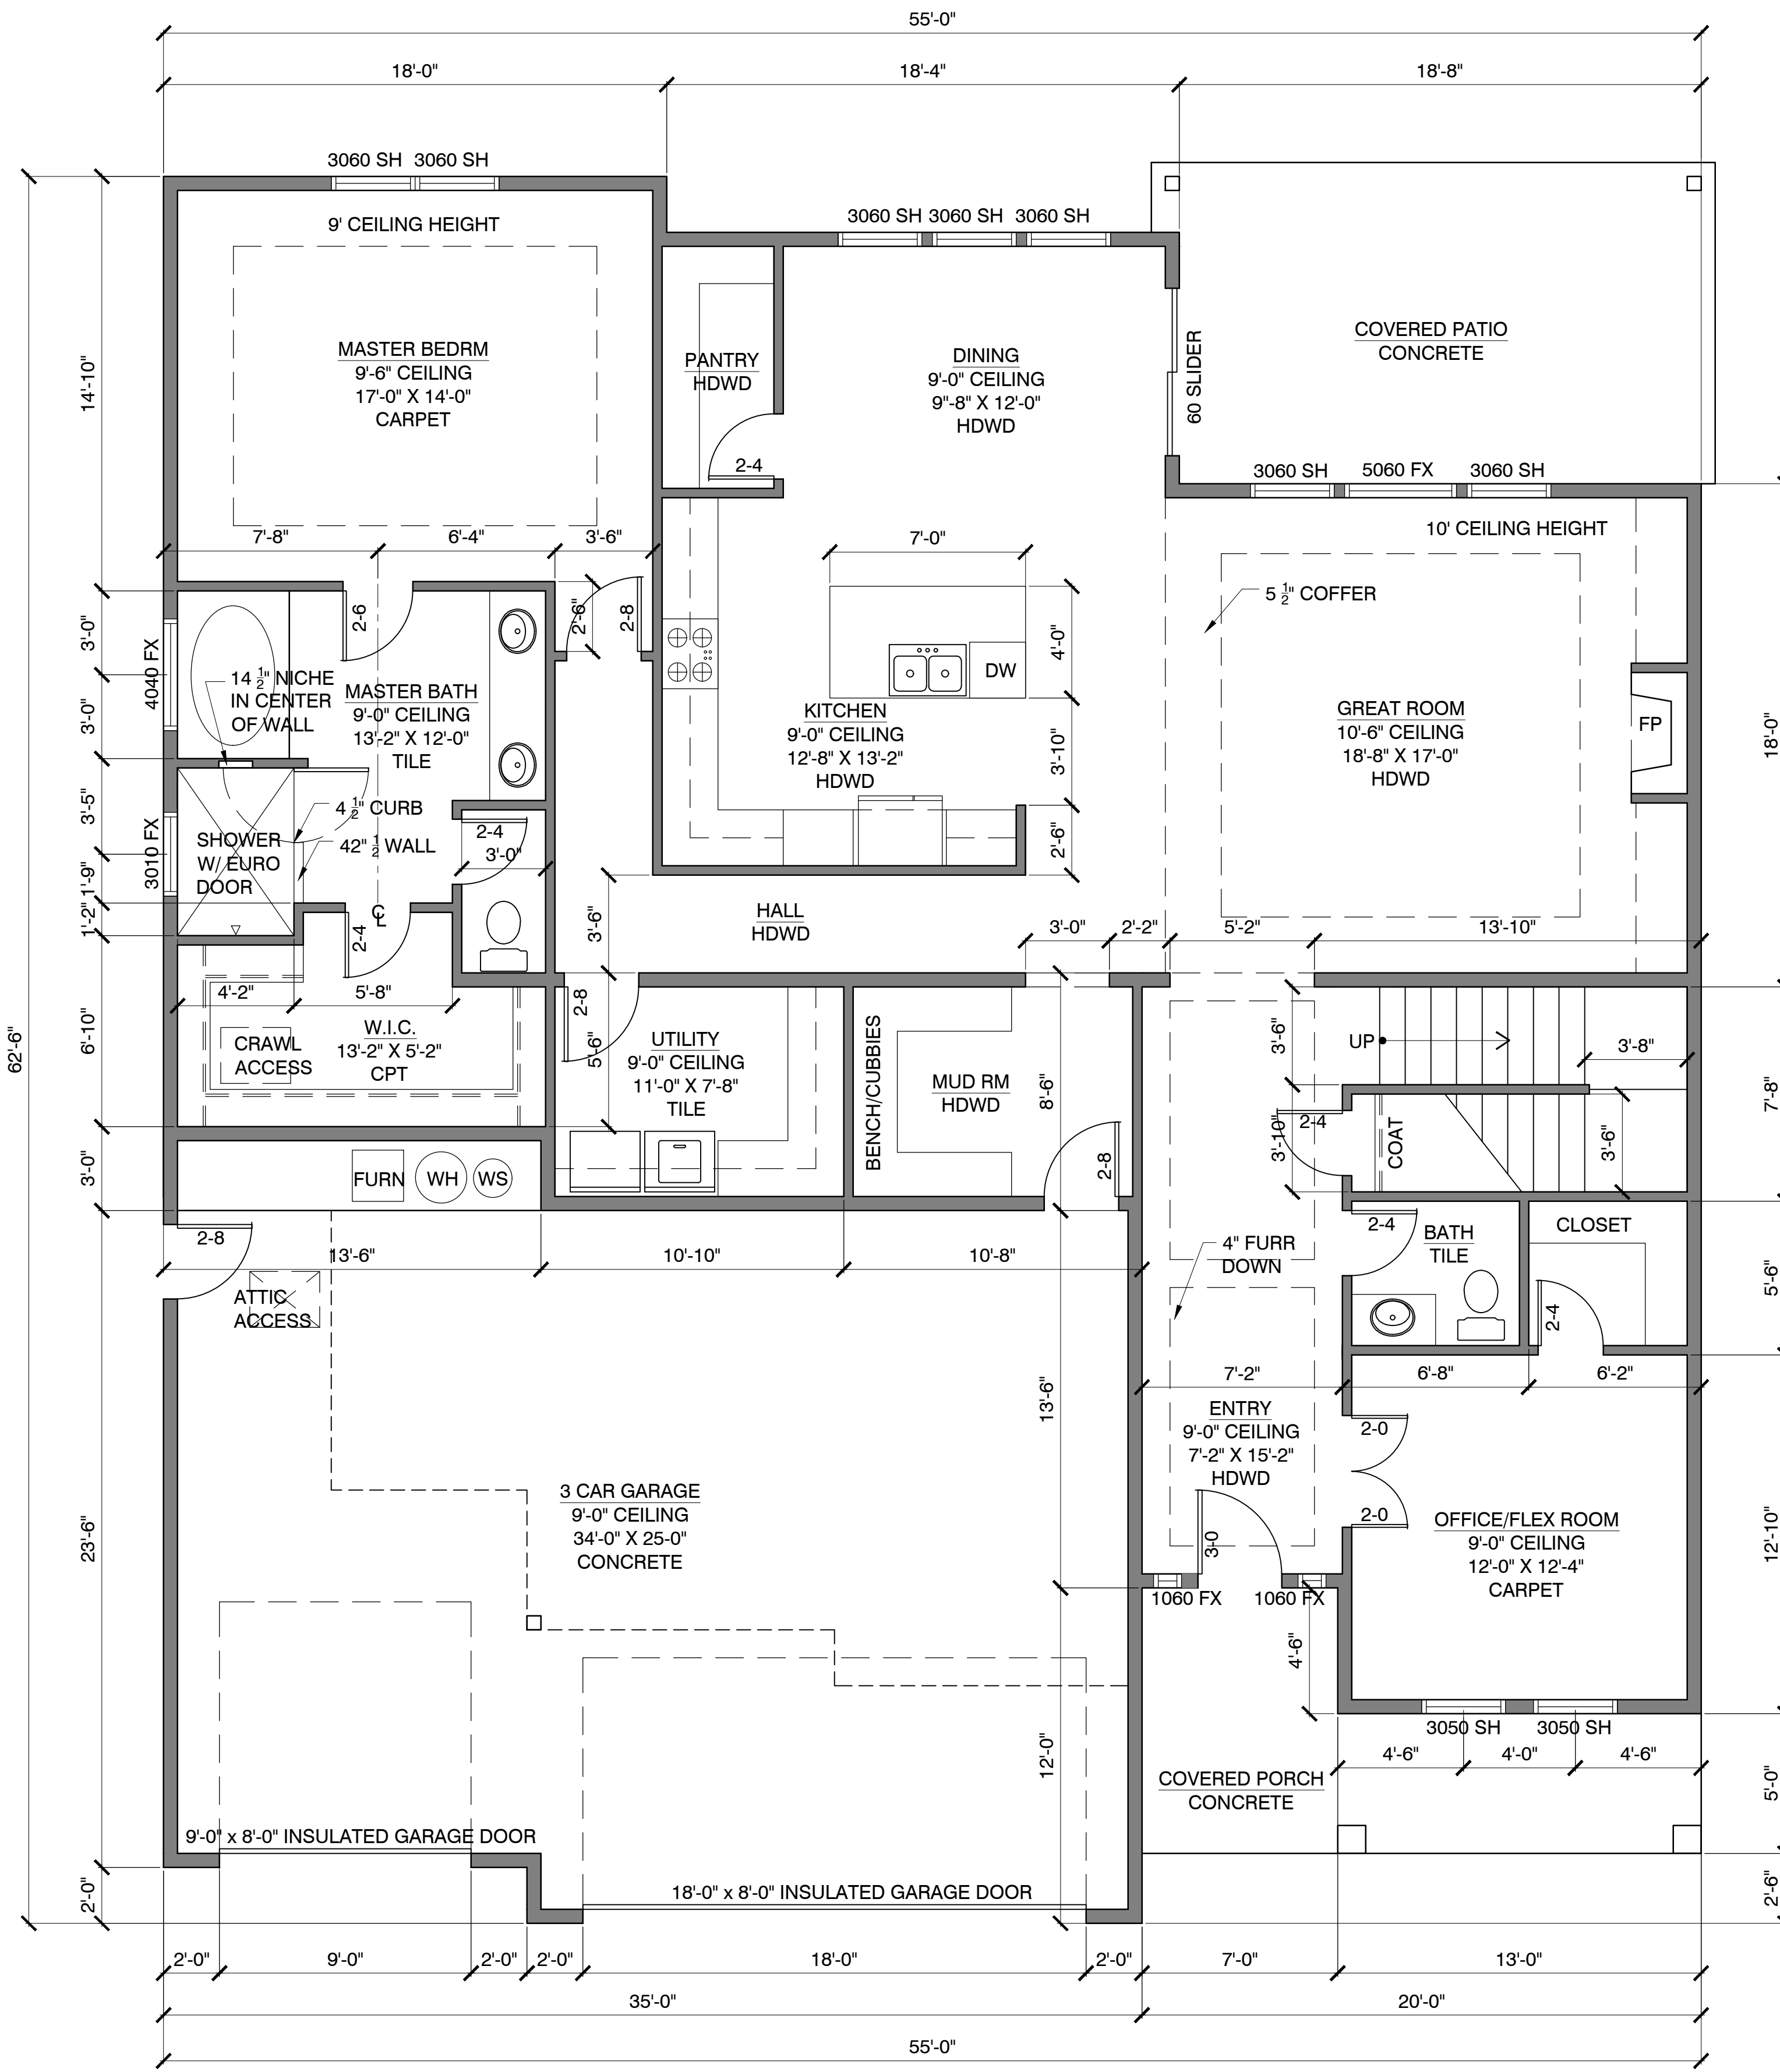 55'-0"
18'-0"
18'-4"
18'-8"
3060 SH 3060 SH
9' CEILING HEIGHT
3060 SH 3060 SH 3060 SH
MASTER BEDRM
9'-6" CEILING
17'-0" X 14'-0"
CARPET
PANTRY
HDWD
2-4
DINING
9'-0" CEILING
9"-8" X 12'-0"
HDWD
60 SLIDER
COVERED PATIO
CONCRETE
14'-10"
3060 SH
5060 FX
3060 SH
10' CEILING HEIGHT
7'-8"
6'-4"
3'-6"
7'-0"
5 1/2" COFFER
2-6
2'-6"
2-8
4'-0"
DW
3'-0"
3'-0"
4040 FX
14 1/2" NICHE
IN CENTER
OF WALL
MASTER BATH
9'-0" CEILING
13'-2" X 12'-0"
TILE
KITCHEN
9'-0" CEILING
12'-8" X 13'-2"
HDWD
3'-10"
GREAT ROOM
10'-6" CEILING
18'-8" X 17'-0"
HDWD
FP
18'-0"
3'-5"
1'-9"
1'-2"
3010 FX
SHOWER
W/ EURO
DOOR
4 1/2" CURB
42" 1/2 WALL
2-4
3'-0"
2'-6"
CL
2-4
3'-6"
HALL
HDWD
3'-0"
2'-2"
5'-2"
13'-10"
62'-6"
6'-10"
4'-2"
5'-8"
CRAWL
ACCESS
W.I.C.
13'-2" X 5'-2"
CPT
2-8
5'-6"
UTILITY
9'-0" CEILING
11'-0" X 7'-8"
TILE
BENCH/CUBBIES
MUD RM
HDWD
8'-6"
2-8
3'-6"
UP
3'-8"
7'-8"
3'-10"
2-4
COAT
3'-6"
3'-0"
FURN
WH
WS
2-8
13'-6"
10'-10"
10'-8"
ATTIC
ACCESS
4" FURR
DOWN
2-4
BATH
TILE
CLOSET
2-4
5'-6"
7'-2"
6'-8"
6'-2"
13'-6"
ENTRY
9'-0" CEILING
7'-2" X 15'-2"
HDWD
2-0
2-0
3-0
3 CAR GARAGE
9'-0" CEILING
34'-0" X 25'-0"
CONCRETE
OFFICE/FLEX ROOM
9'-0" CEILING
12'-0" X 12'-4"
CARPET
12'-10"
23'-6"
1060 FX
1060 FX
4'-6"
12'-0"
3050 SH
3050 SH
4'-6"
4'-0"
4'-6"
COVERED PORCH
CONCRETE
5'-0"
9'-0" x 8'-0" INSULATED GARAGE DOOR
18'-0" x 8'-0" INSULATED GARAGE DOOR
2'-0"
2'-6"
2'-0"
9'-0"
2'-0"
2'-0"
18'-0"
2'-0"
7'-0"
13'-0"
35'-0"
20'-0"
55'-0"